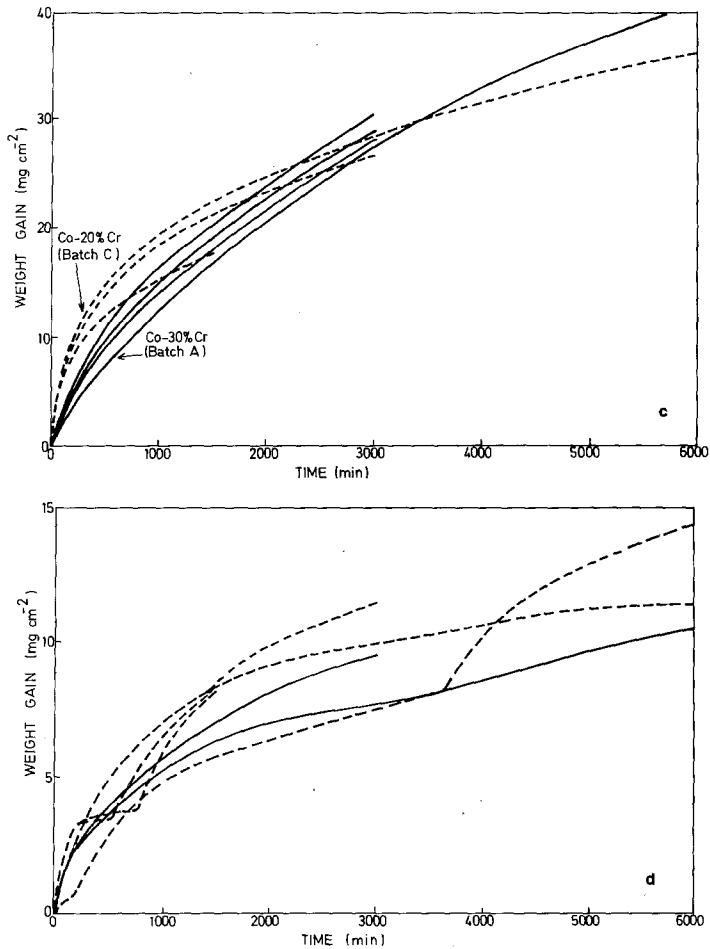 40
30
20
10
0
WEIGHT GAIN (mg cm-2)
Co-20%Cr
(Batch C)
Co-30%Cr
(Batch A)
c
0 1000 2000 3000 4000 5000 6000
TIME (min)
15
10
5
0
WEIGHT GAIN (mg cm-2)
d
0 1000 2000 3000 4000 5000 6000
TIME (min)